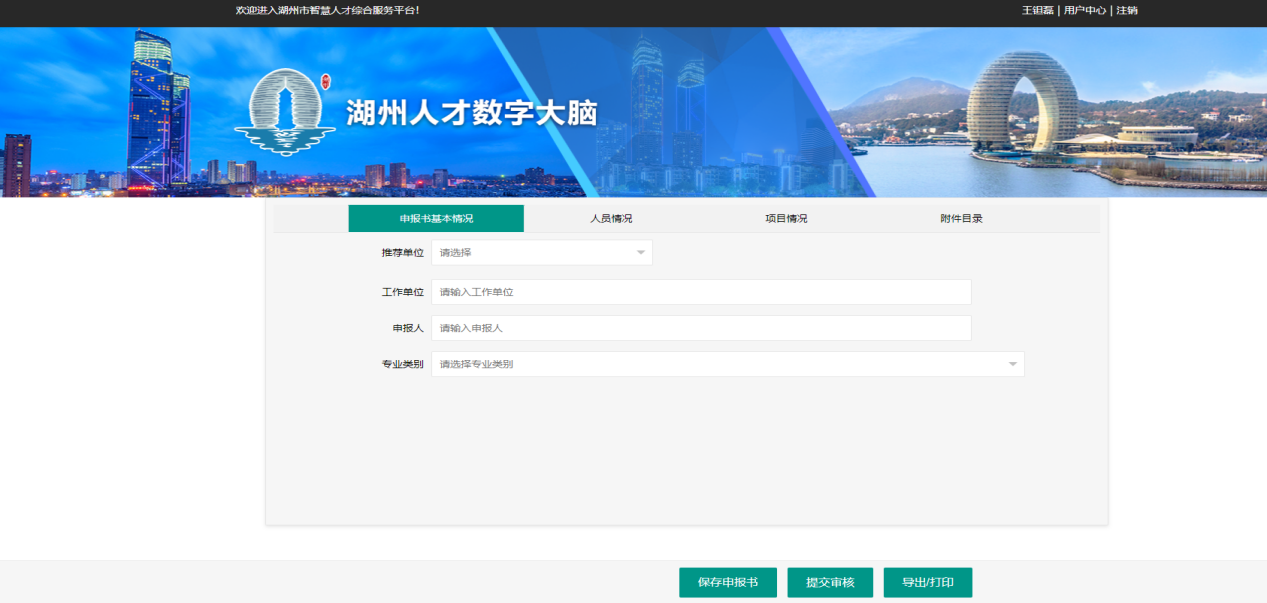 欢迎进入湖州市智慧人才综合服务平台！
王钽磊 | 用户中心 | 注销
湖州人才数字大脑
申报书基本情况 人员情况 项目情况 附件目录
推荐单位 请选择
工作单位 请输入工作单位
申报人 请输入申报人
专业类别 请选择专业类别
保存申报书 提交审核 导出/打印